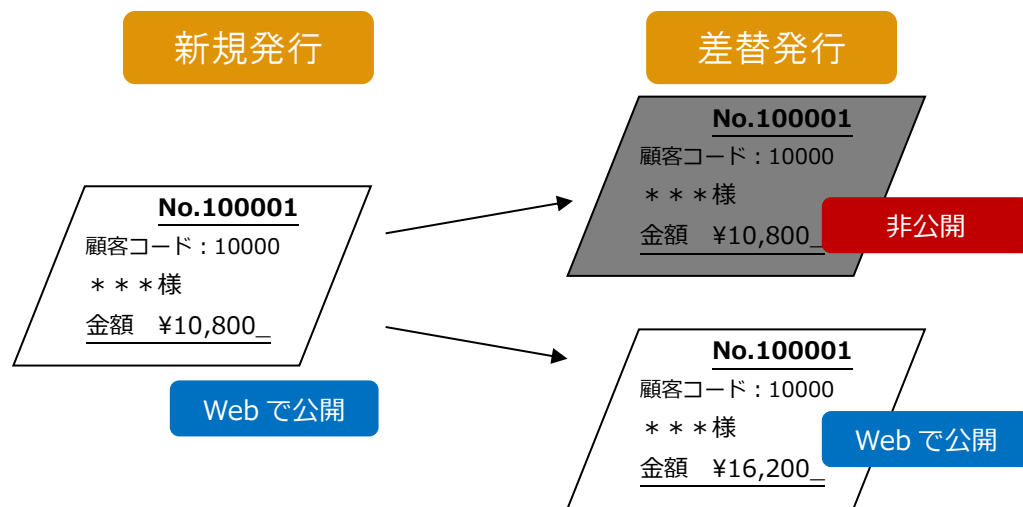 新規発行
差替発行
No.100001
顧客コード：10000
＊＊＊様
金額　¥10,800_
Web で公開
No.100001
顧客コード：10000
＊＊＊様
金額　¥10,800_
非公開
No.100001
顧客コード：10000
＊＊＊様
金額　¥16,200_
Web で公開